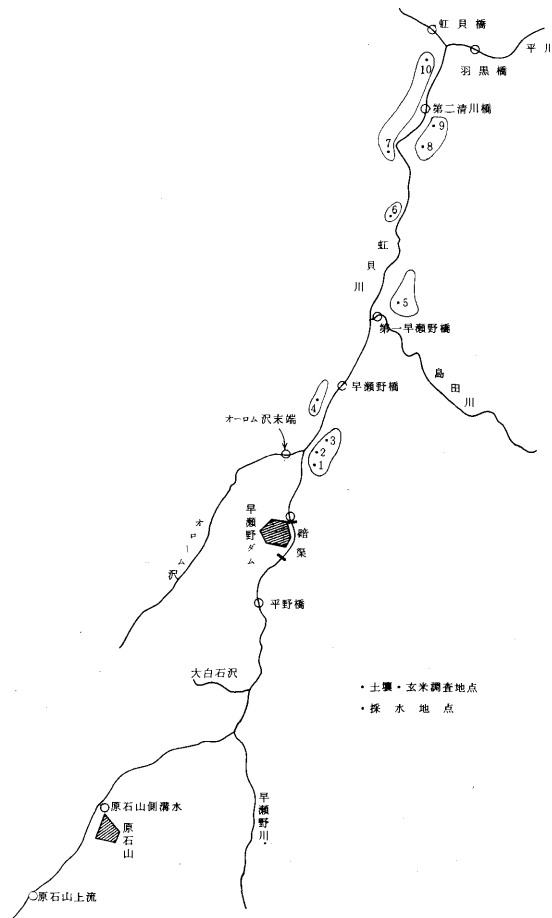 虹貝橋
平川
羽黒橋
10
第二清川橋
9
8
7
6
虹貝川
5
第一早瀬野橋
島田川
早瀬野橋
4
オーロム沢末端
3
2
1
早瀬野ダム
暗渠
オーロム沢
平野橋
大白石沢
・土壌・玄米調査地点
・採水地点
原石山側溝水
原石山
早瀬野川
原石山上流